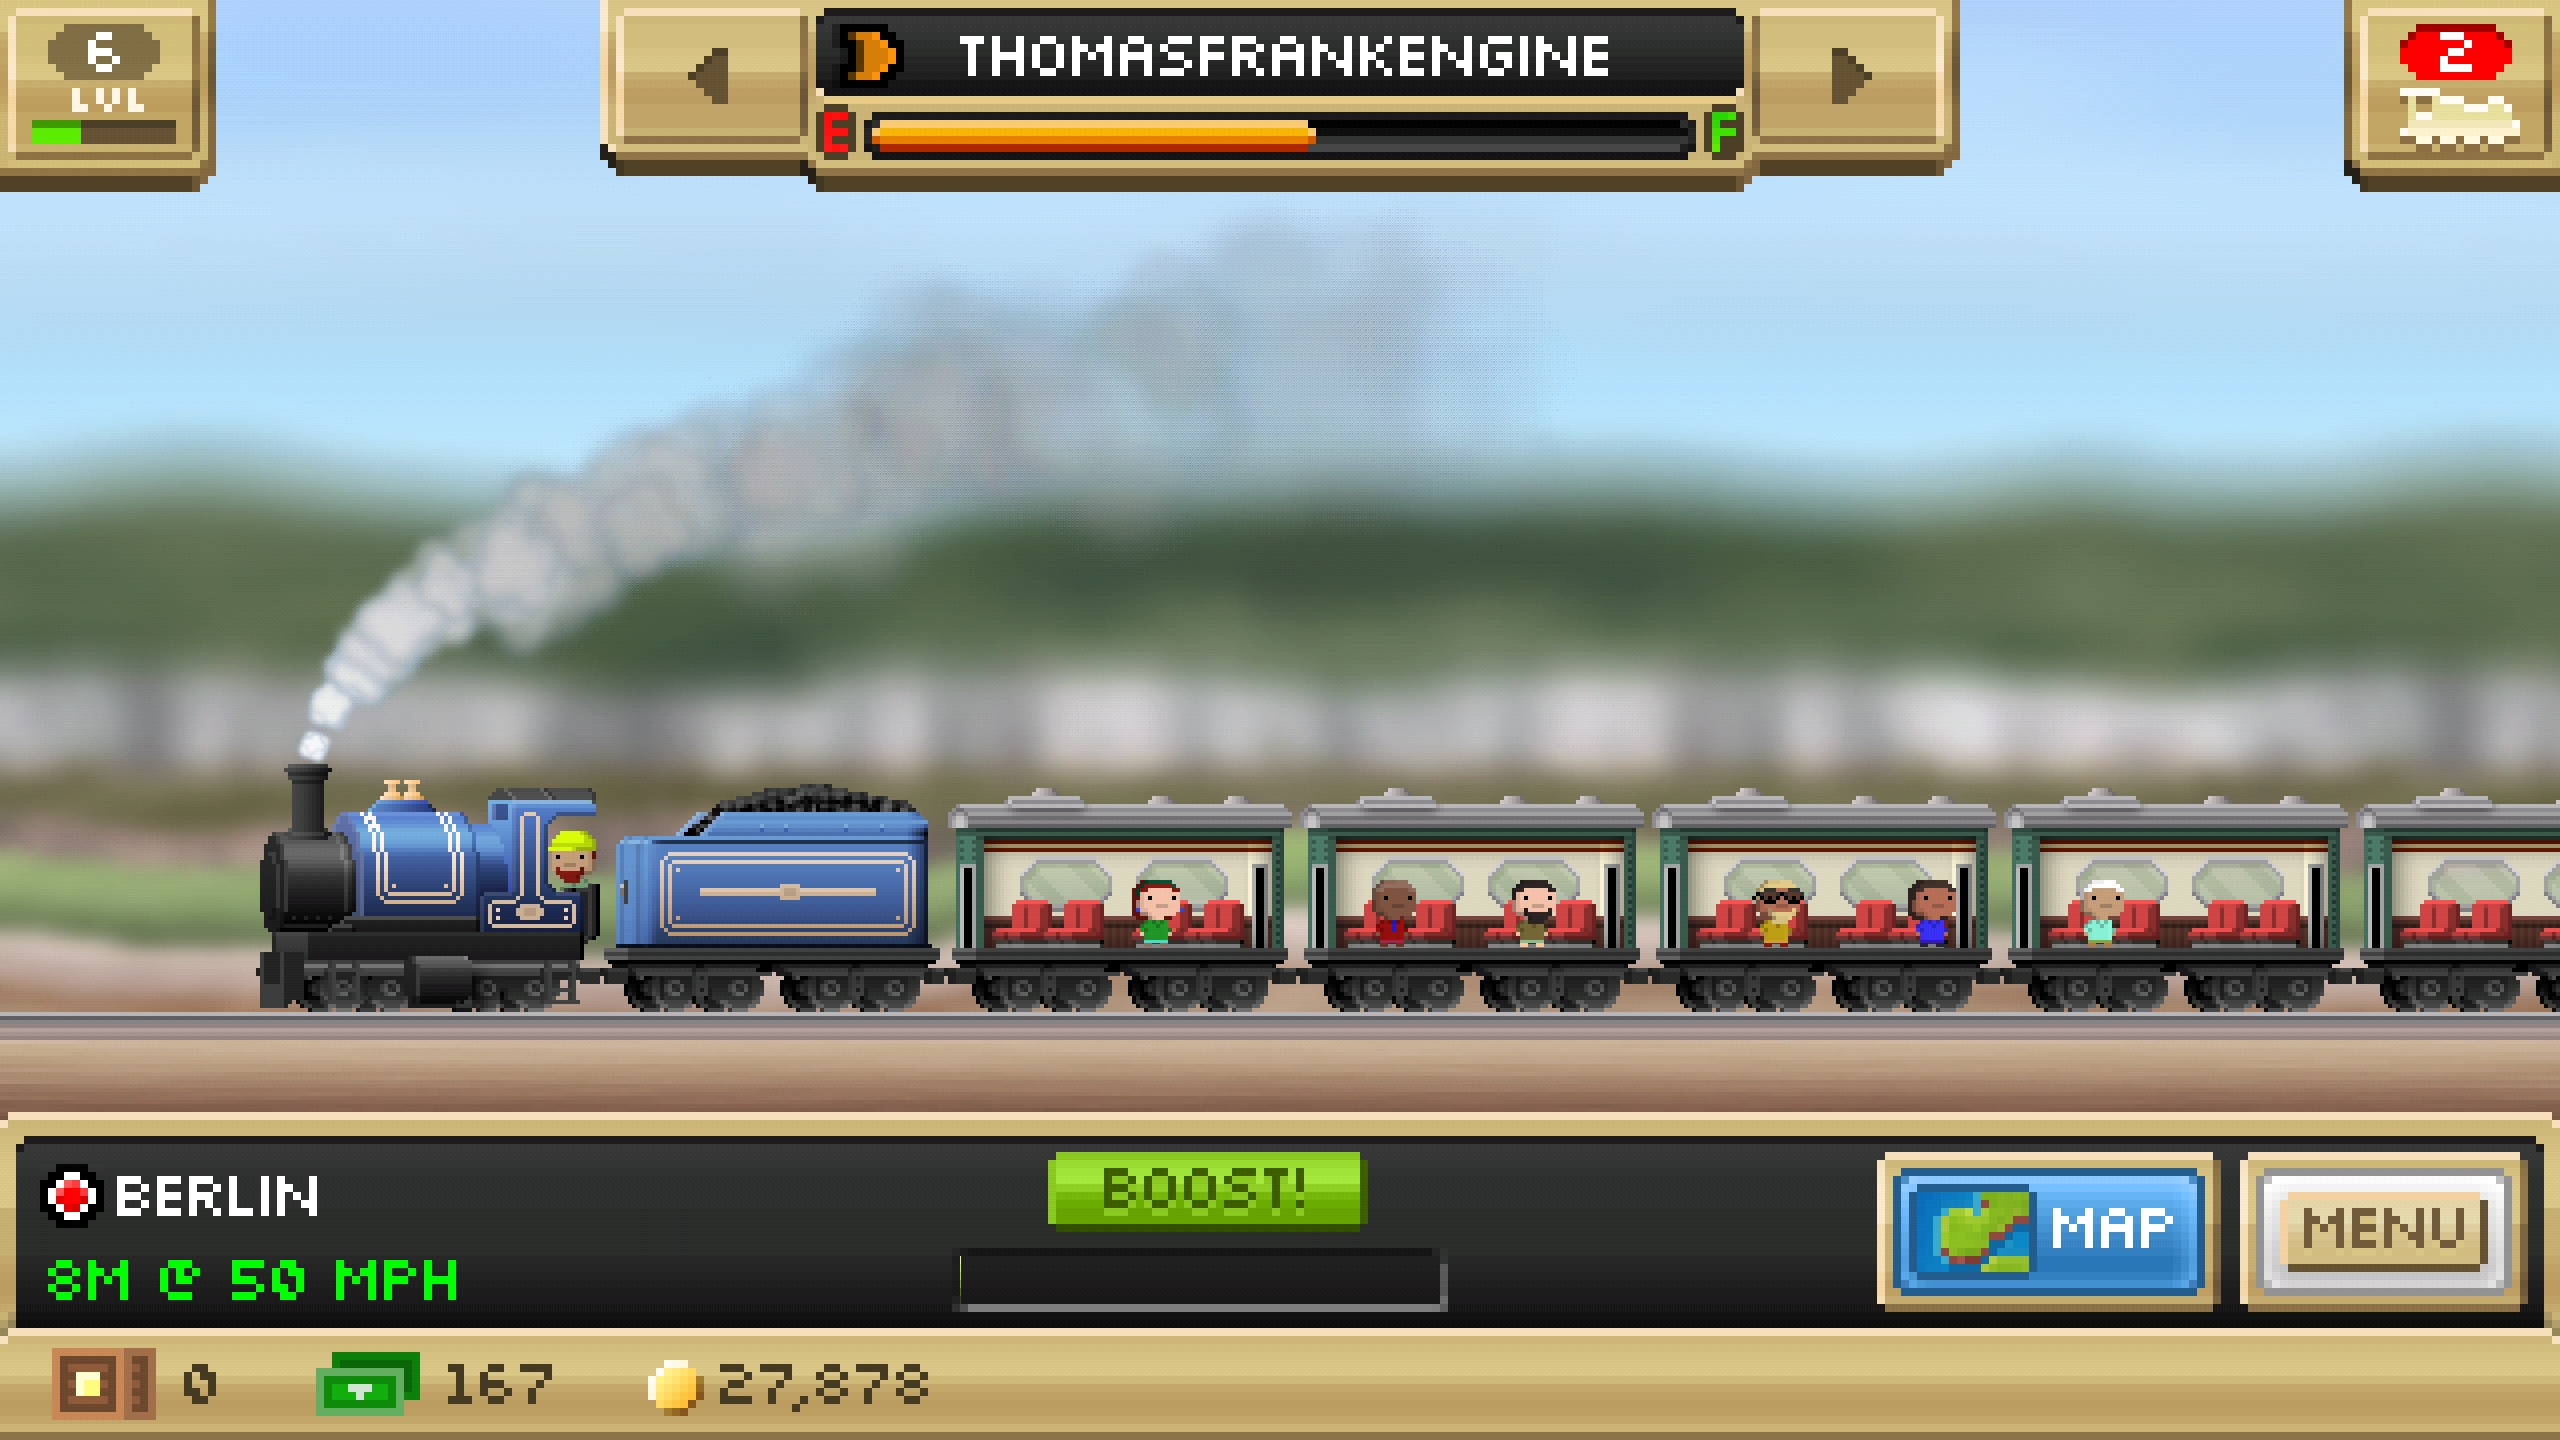 6
LVL
THOMASFRANKENGINE
E F
2
BERLIN
BOOST!
8M @ 50 MPH
MAP
MENU
0 167 27,878